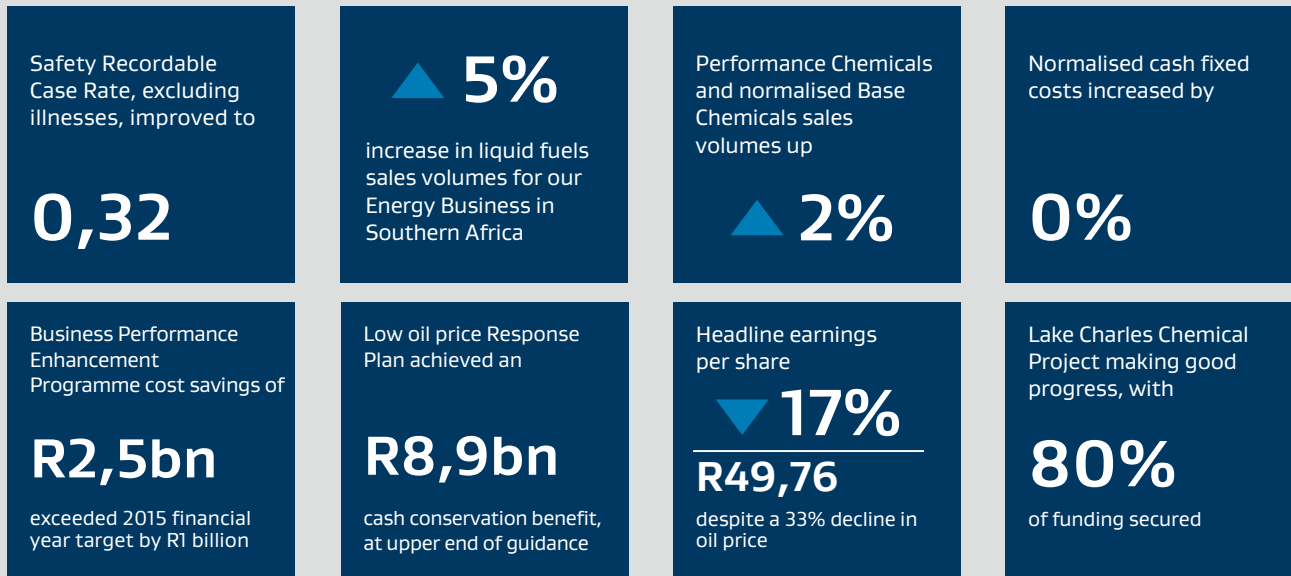 Safety Recordable
Case Rate, excluding
illnesses, improved to
0,32
5%
increase in liquid fuels
sales volumes for our
Energy Business in
Southern Africa
Performance Chemicals
and normalised Base
Chemicals sales
volumes up
2%
Normalised cash fixed
costs increased by
0%
Business Performance
Enhancement
Programme cost savings of
R2,5bn
exceeded 2015 financial
year target by R1 billion
Low oil price Response
Plan achieved an
R8,9bn
cash conservation benefit,
at upper end of guidance
Headline earnings
per share
17%
R49,76
despite a 33% decline in
oil price
Lake Charles Chemical
Project making good
progress, with
80%
of funding secured